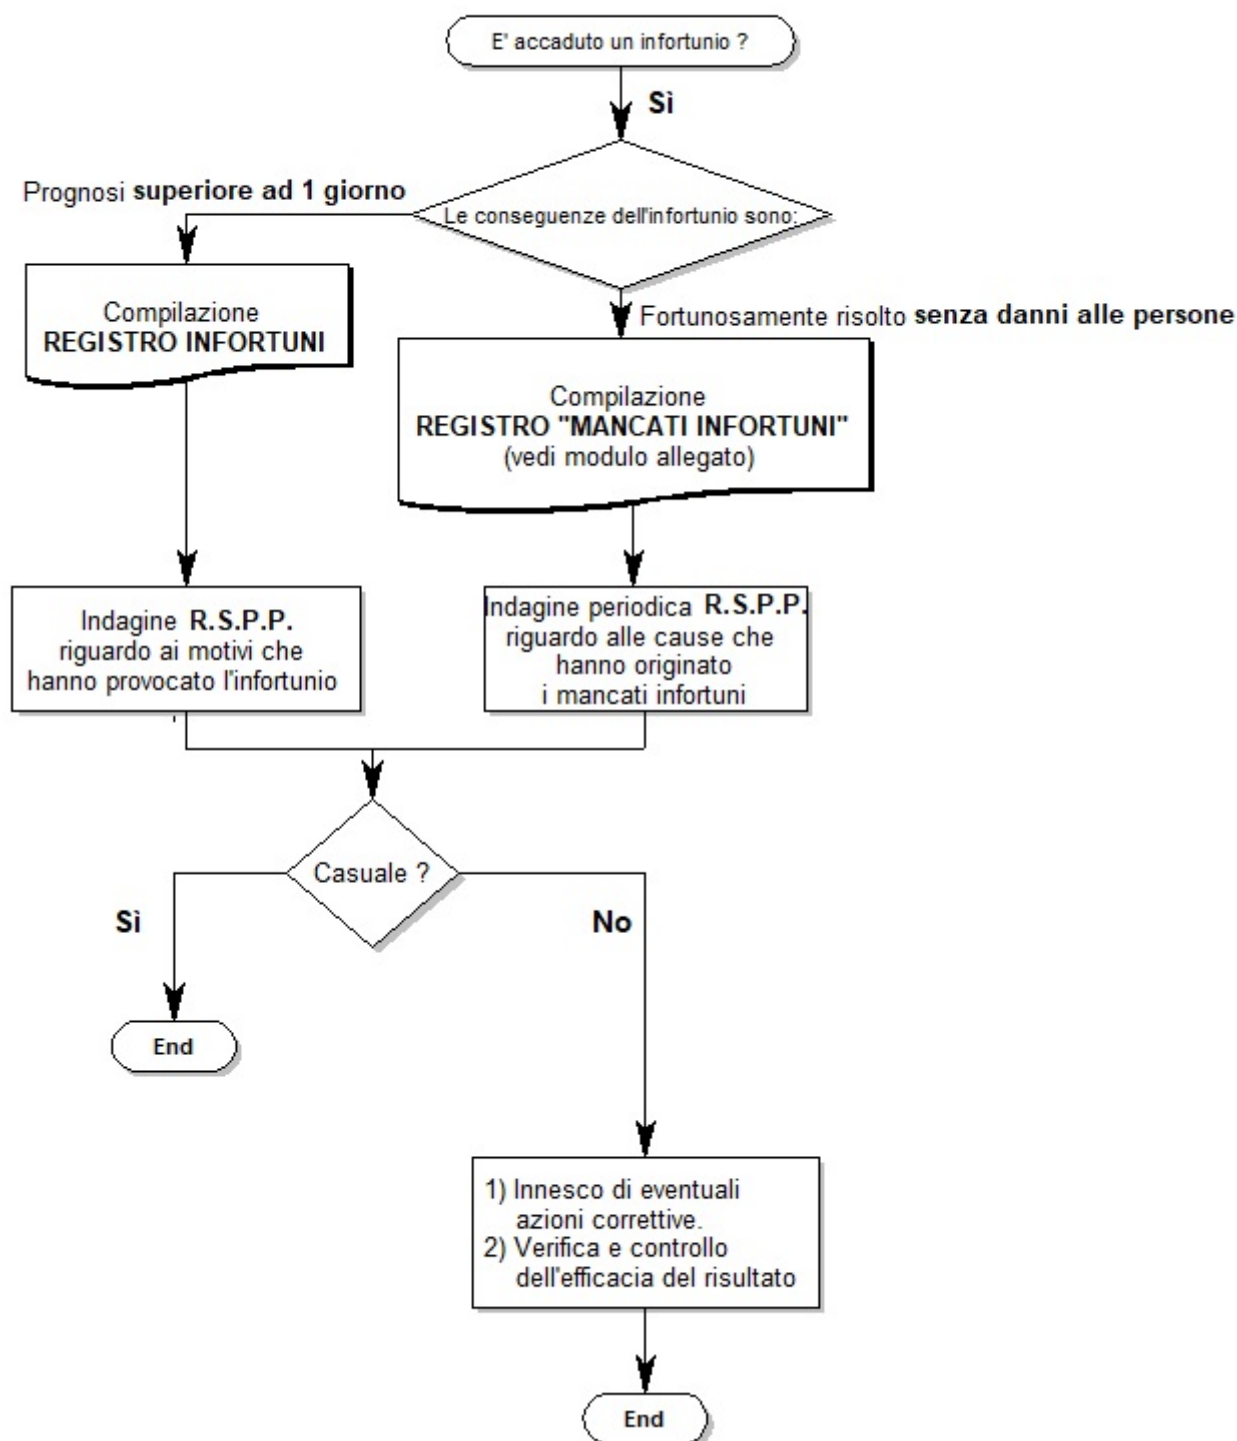 E' accaduto un infortunio ?
Sì
Prognosi superiore ad 1 giorno
Le conseguenze dell'infortunio sono:
Compilazione
REGISTRO INFORTUNI
Fortunosamente risolto senza danni alle persone
Compilazione
REGISTRO "MANCATI INFORTUNI"
(vedi modulo allegato)
Indagine R.S.P.P.
riguardo ai motivi che
hanno provocato l'infortunio
Indagine periodica R.S.P.P.
riguardo alle cause che
hanno originato
i mancati infortuni
Casuale ?
Sì
No
End
1) Innesco di eventuali
azioni correttive.
2) Verifica e controllo
dell'efficacia del risultato
End